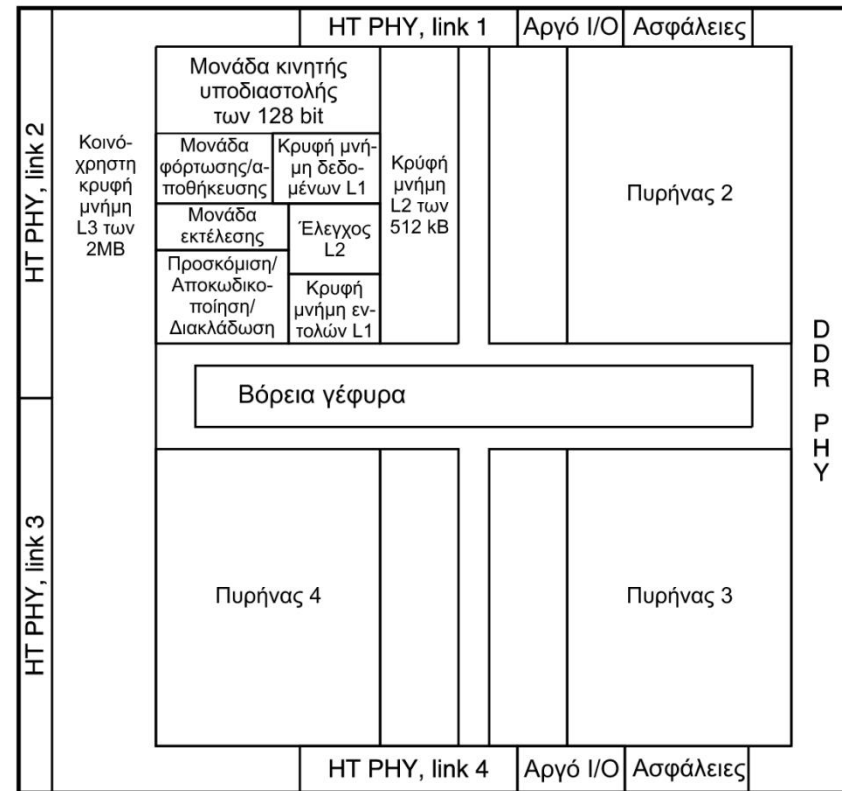 HT PHY, link 1
Αργό I/O
Ασφάλειες
HT PHY, link 2
Κοινό-
χρηστη
κρυφή
μνήμη
L3 των
2MB
Μονάδα κινητής
υποδιαστολής
των 128 bit
Μονάδα
φόρτωσης/α-
ποθήκευσης
Κρυφή μνή-
μη δεδο-
μένων L1
Μονάδα
εκτέλεσης
Έλεγχος
L2
Προσκόμιση/
Αποκωδικο-
ποίηση/
Διακλάδωση
Κρυφή
μνήμη εν-
τολών L1
Κρύφή
μνήμη
L2 των
512 kB
Πυρήνας 2
Βόρεια γέφυρα
DDR PHY
HT PHY, link 3
Πυρήνας 4
Πυρήνας 3
HT PHY, link 4
Αργό I/O
Ασφάλειες